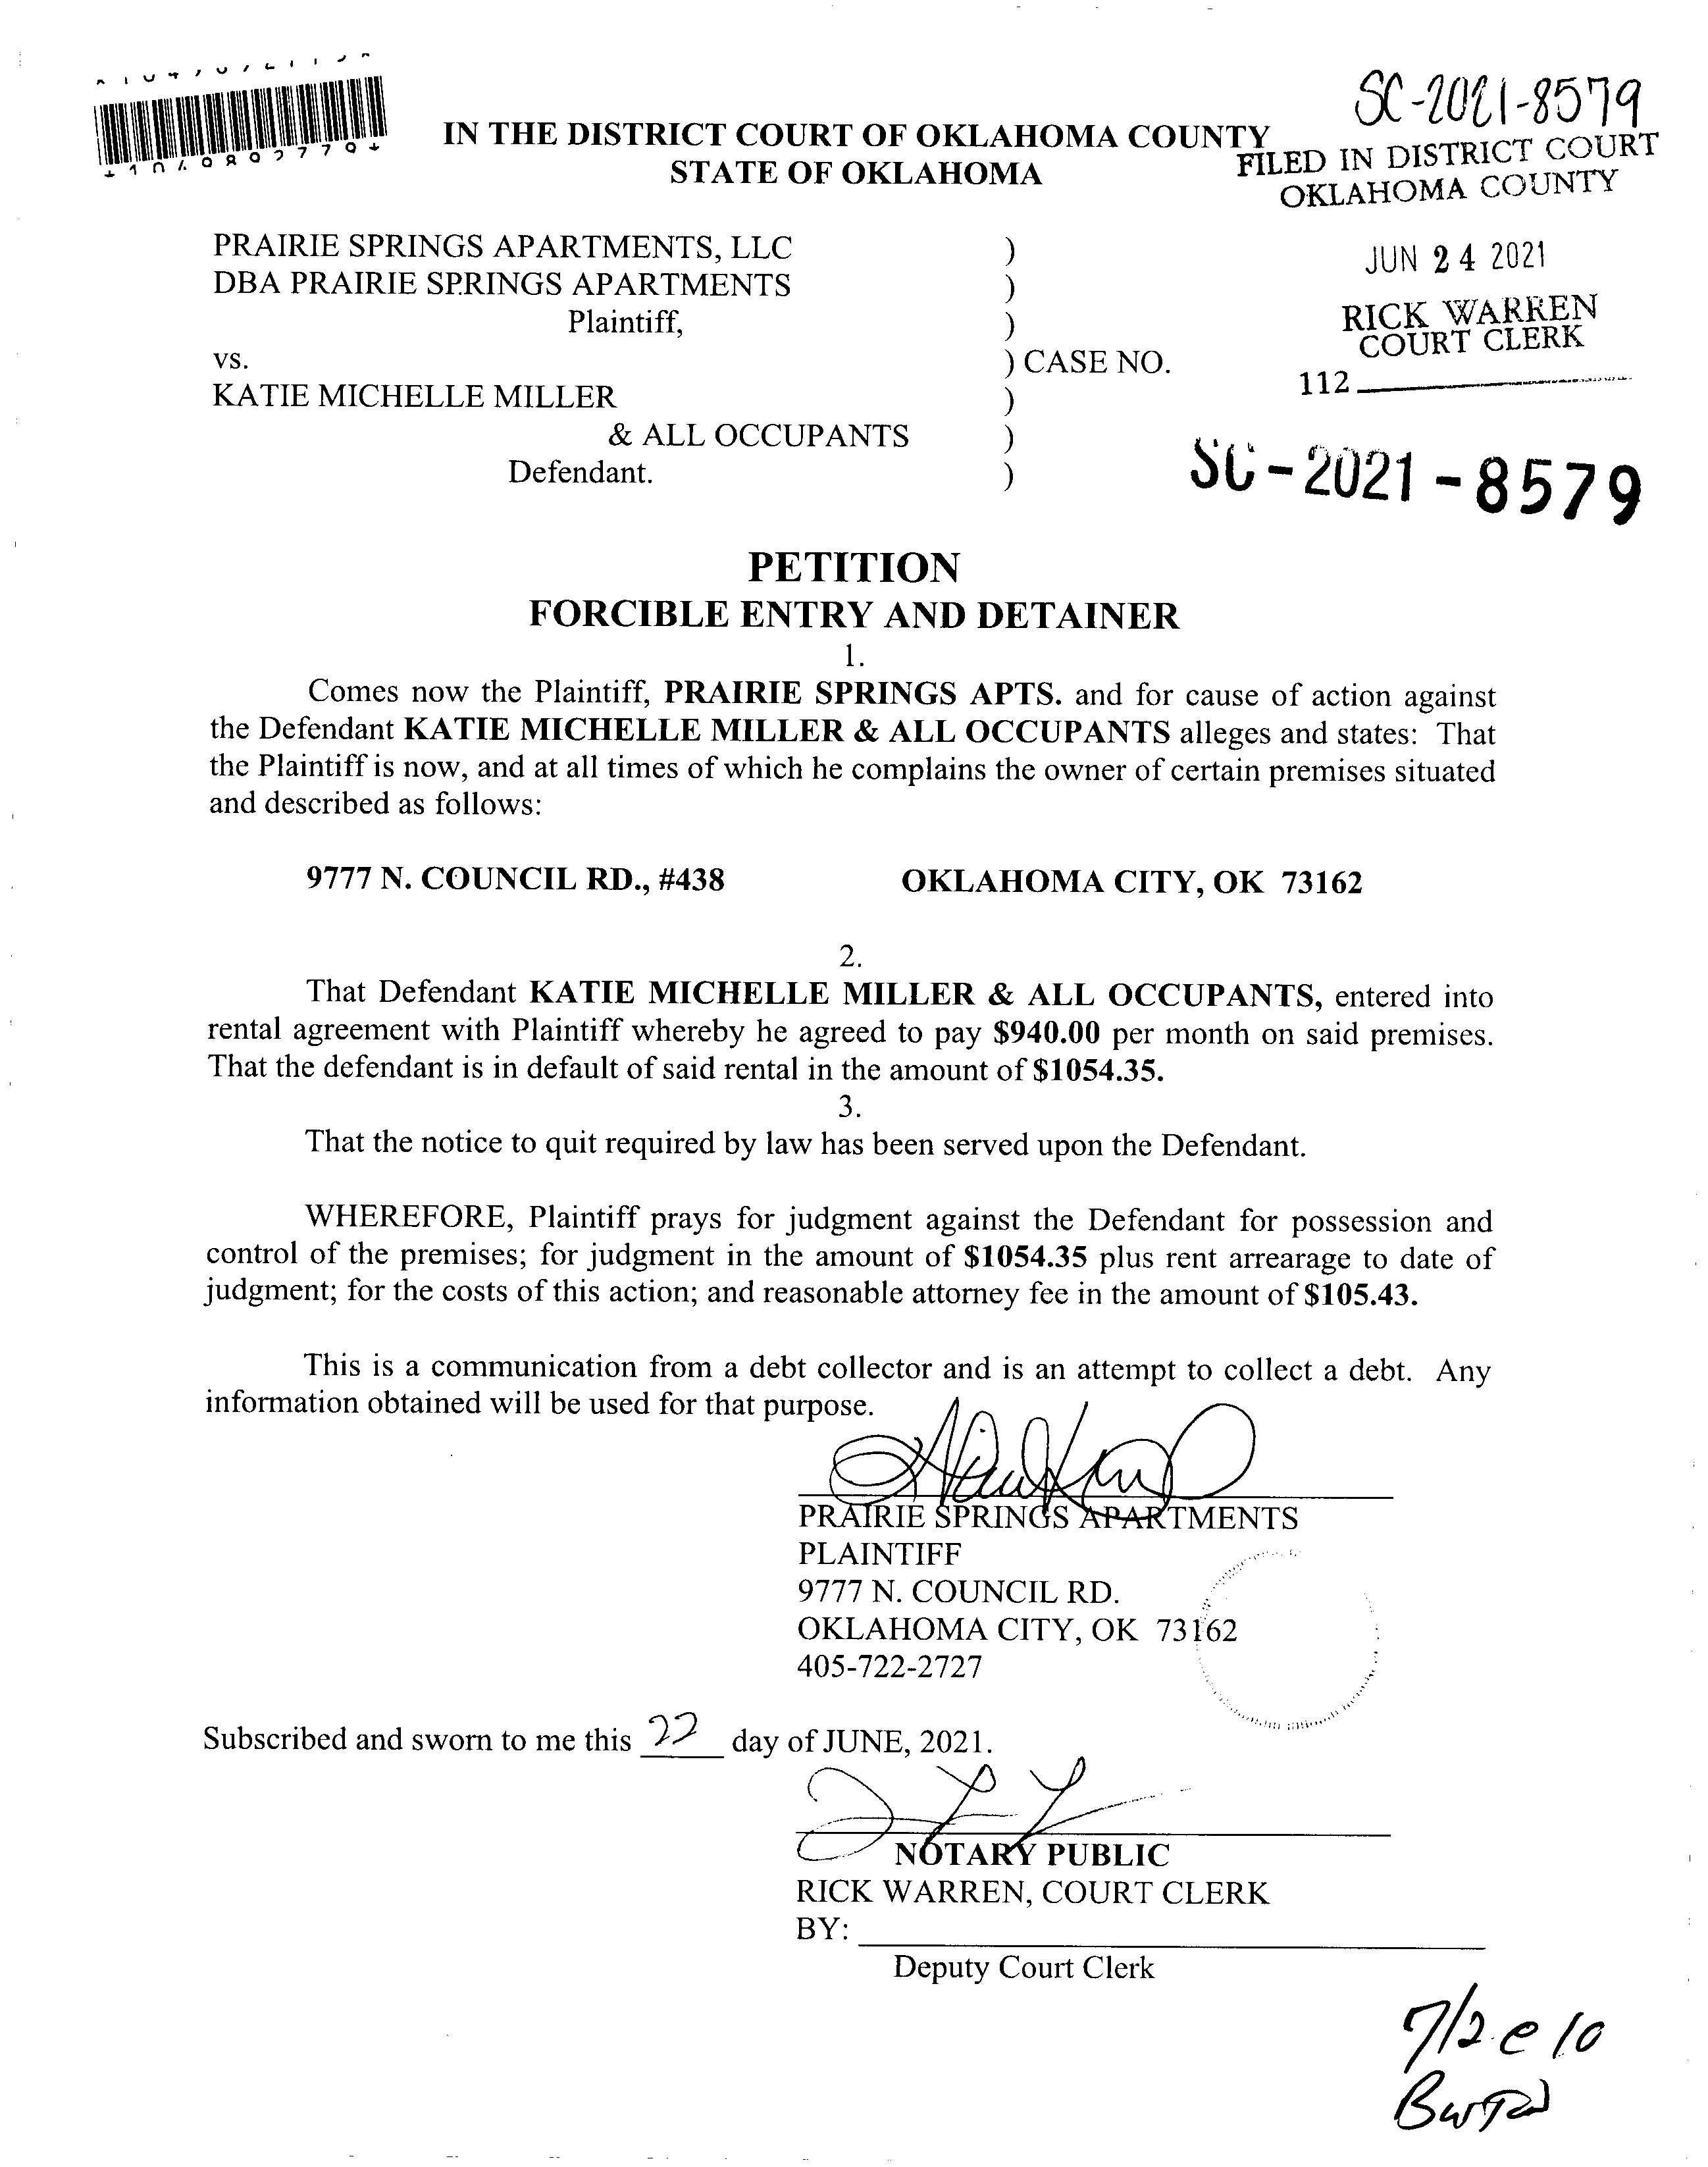 SC-2021-8579
IN THE DISTRICT COURT OF OKLAHOMA COUNTY
STATE OF OKLAHOMA
FILED IN DISTRICT COURT
OKLAHOMA COUNTY
JUN 24 2021
RICK WARREN
COURT CLERK
112
PRAIRIE SPRINGS APARTMENTS, LLC )
DBA PRAIRIE SPRINGS APARTMENTS )
Plaintiff, )
vs. ) CASE NO.
KATIE MICHELLE MILLER )
& ALL OCCUPANTS )
Defendant. )
SC-2021-8579
PETITION
FORCIBLE ENTRY AND DETAINER
1.
Comes now the Plaintiff, PRAIRIE SPRINGS APTS. and for cause of action against
the Defendant KATIE MICHELLE MILLER & ALL OCCUPANTS alleges and states: That
the Plaintiff is now, and at all times of which he complains the owner of certain premises situated
and described as follows:
9777 N. COUNCIL RD., #438 OKLAHOMA CITY, OK 73162
2.
That Defendant KATIE MICHELLE MILLER & ALL OCCUPANTS, entered into
rental agreement with Plaintiff whereby he agreed to pay $940.00 per month on said premises.
That the defendant is in default of said rental in the amount of $1054.35.
3.
That the notice to quit required by law has been served upon the Defendant.
WHEREFORE, Plaintiff prays for judgment against the Defendant for possession and
control of the premises; for judgment in the amount of $1054.35 plus rent arrearage to date of
judgment; for the costs of this action; and reasonable attorney fee in the amount of $105.43.
This is a communication from a debt collector and is an attempt to collect a debt. Any
information obtained will be used for that purpose.
PRAIRIE SPRINGS APARTMENTS
PLAINTIFF
9777 N. COUNCIL RD.
OKLAHOMA CITY, OK 73162
405-722-2727
Subscribed and sworn to me this 22 day of JUNE, 2021.
NOTARY PUBLIC
RICK WARREN, COURT CLERK
BY:
Deputy Court Clerk
7/2 @ 10